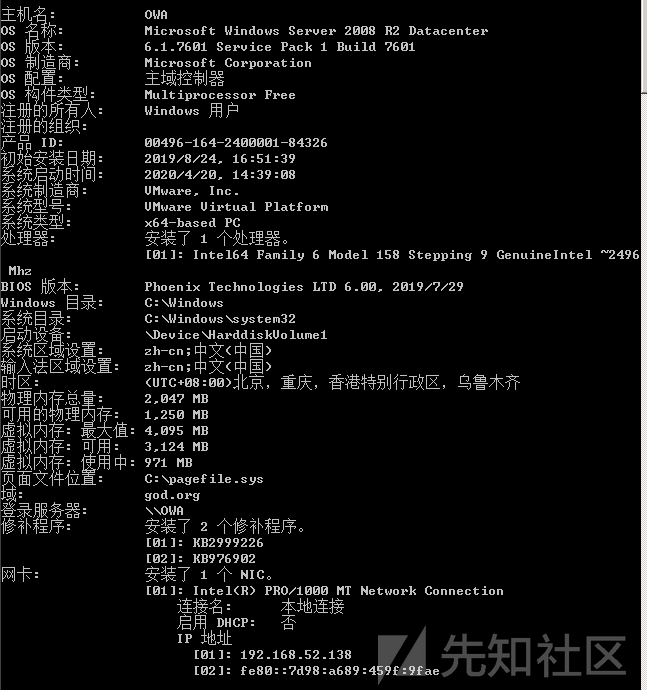 主机名: OWA
OS 名称: Microsoft Windows Server 2008 R2 Datacenter
OS 版本: 6.1.7601 Service Pack 1 Build 7601
OS 制造商: Microsoft Corporation
OS 配置: 主域控制器
OS 构件类型: Multiprocessor Free
注册的所有人: Windows 用户
注册的组织:
产品 ID: 00496-164-2400001-84326
初始安装日期: 2019/8/24, 16:51:39
系统启动时间: 2020/4/20, 14:39:08
系统制造商: VMware, Inc.
系统型号: VMware Virtual Platform
系统类型: x64-based PC
处理器: 安装了 1 个处理器。
[01]: Intel64 Family 6 Model 158 Stepping 9 GenuineIntel ~2496
Mhz
BIOS 版本: Phoenix Technologies LTD 6.00, 2019/7/29
Windows 目录: C:\Windows
系统目录: C:\Windows\system32
启动设备: \Device\HarddiskVolume1
系统区域设置: zh-cn;中文(中国)
输入法区域设置: zh-cn;中文(中国)
时区: (UTC+08:00)北京，重庆，香港特别行政区，乌鲁木齐
物理内存总量: 2,047 MB
可用的物理内存: 1,250 MB
虚拟内存: 最大值: 4,095 MB
虚拟内存: 可用: 3,124 MB
虚拟内存: 使用中: 971 MB
页面文件位置: C:\pagefile.sys
域: god.org
登录服务器: \\OWA
修补程序: 安装了 2 个修补程序。
[01]: KB2999226
[02]: KB976902
网卡: 安装了 1 个 NIC。
[01]: Intel(R) PRO/1000 MT Network Connection
连接名: 本地连接
启用 DHCP: 否
IP 地址
[01]: 192.168.52.138
[02]: fe80::7d98:a689:459f:9fae
先知社区